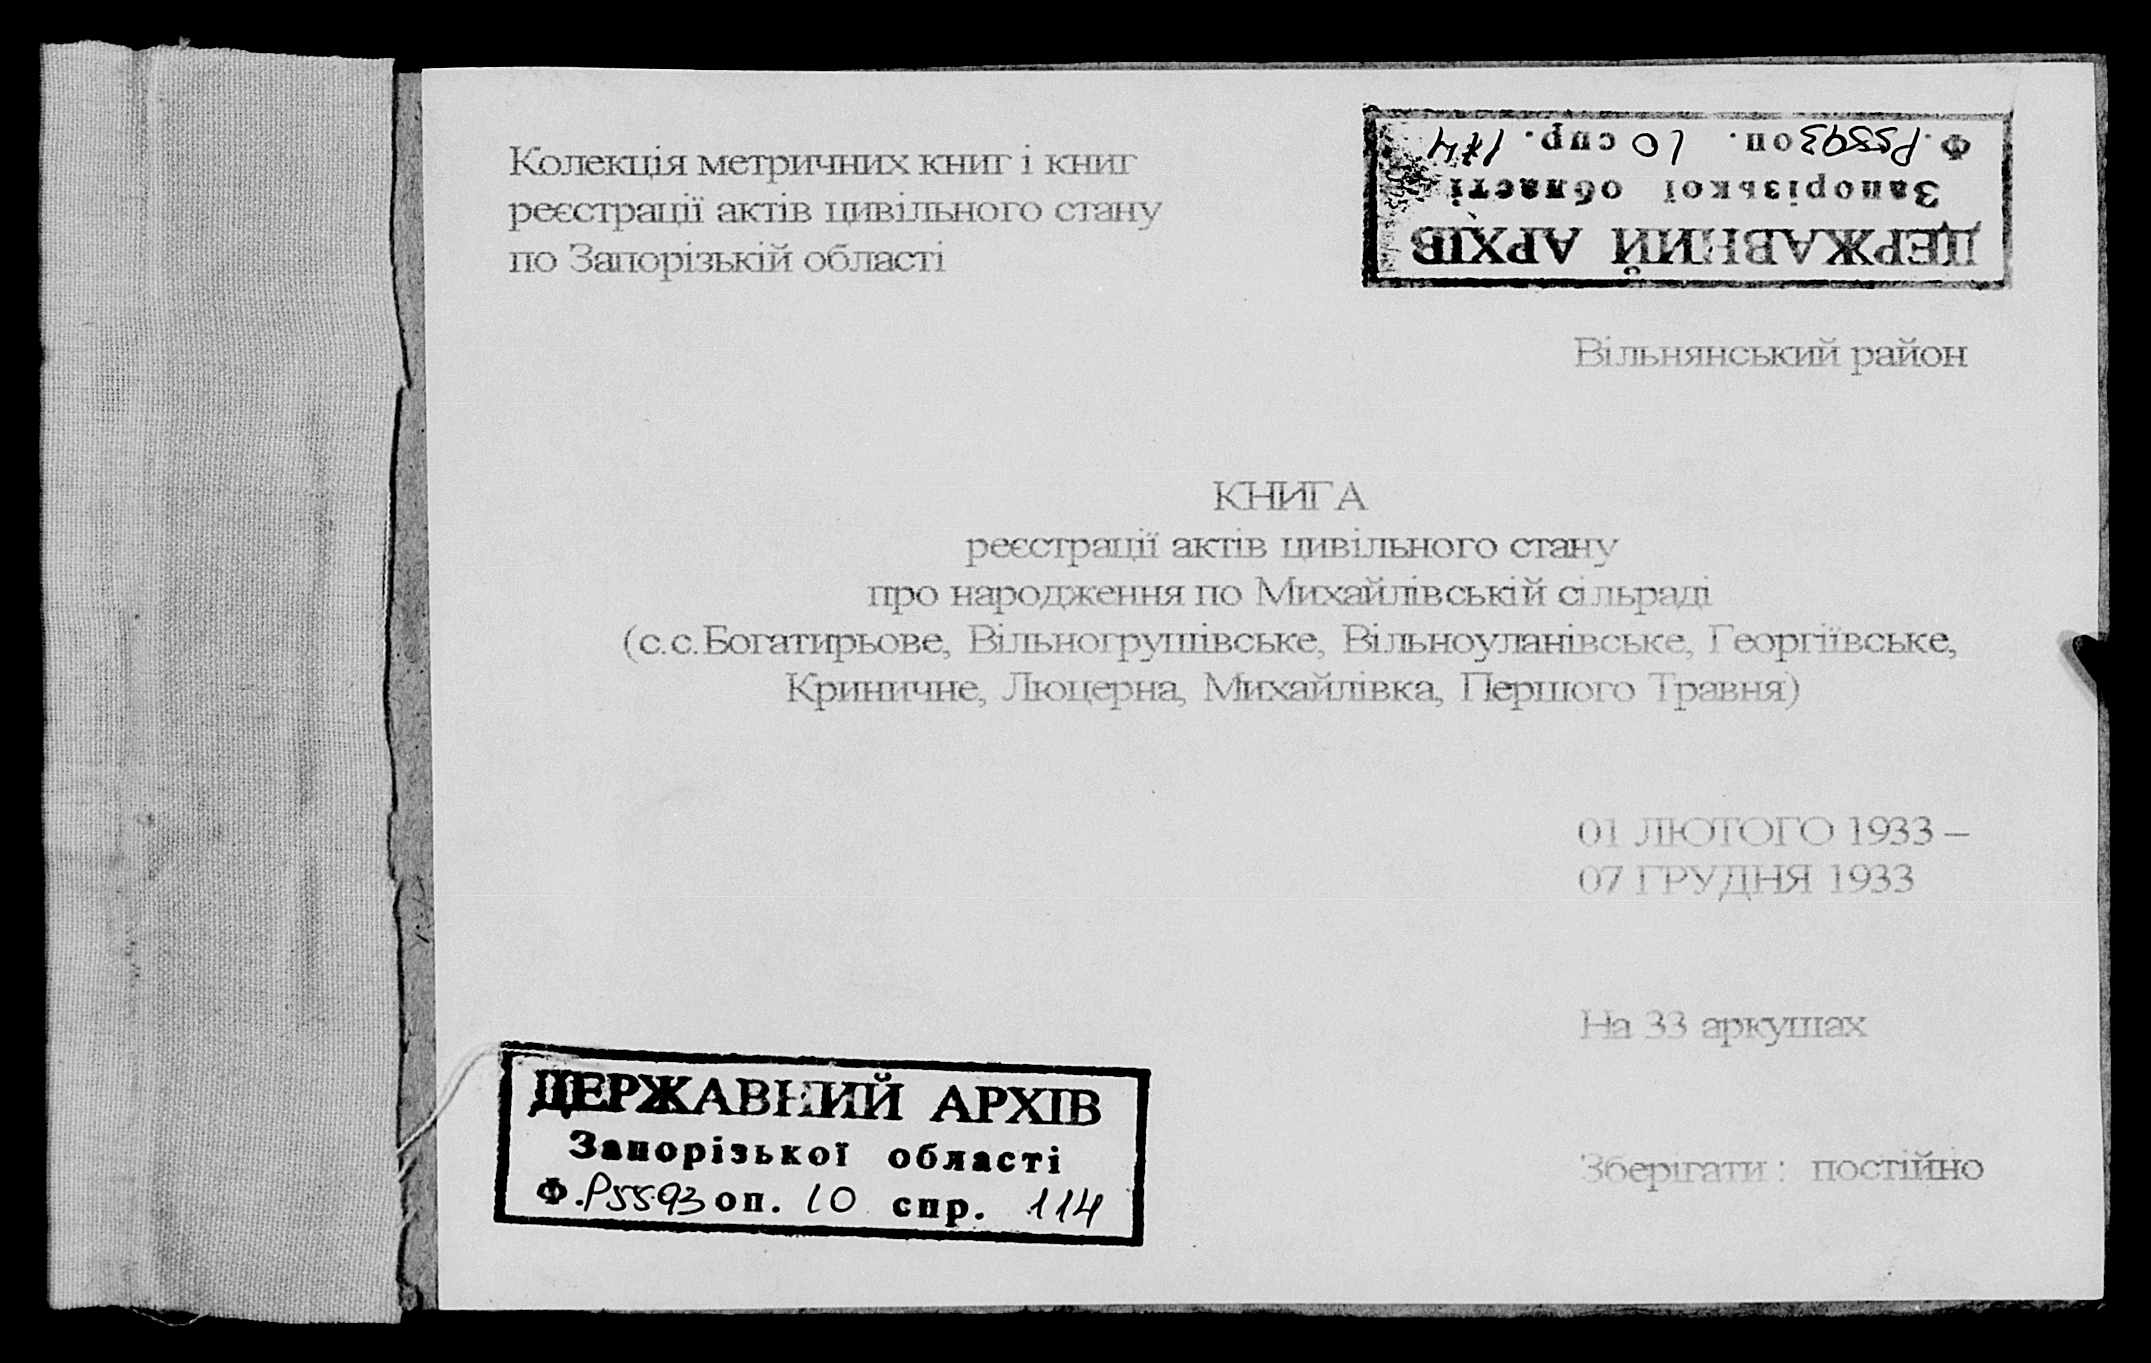 Колекція метричних книг і книг
реєстрації актів цивільного стану
по Запорізькій області
ДЕРЖАВНИЙ АРХІВ
Запорізької області
Ф.Р5593 оп. 10 спр. 114
Вільнянський район
КНИГА
реєстрації актів цивільного стану
про народження по Михайлівській сільраді
(с.с.Богатирьове, Вільногрушівське, Вільноуланівське, Георгіївське,
Криничне, Люцерна, Михайлівка, Першого Травня)
01 ЛЮТОГО 1933 –
07 ГРУДНЯ 1933
На 33 аркушах
ДЕРЖАВНИЙ АРХІВ
Запорізької області
Ф.Р5593 оп. 10 спр. 114
Зберігати : постійно